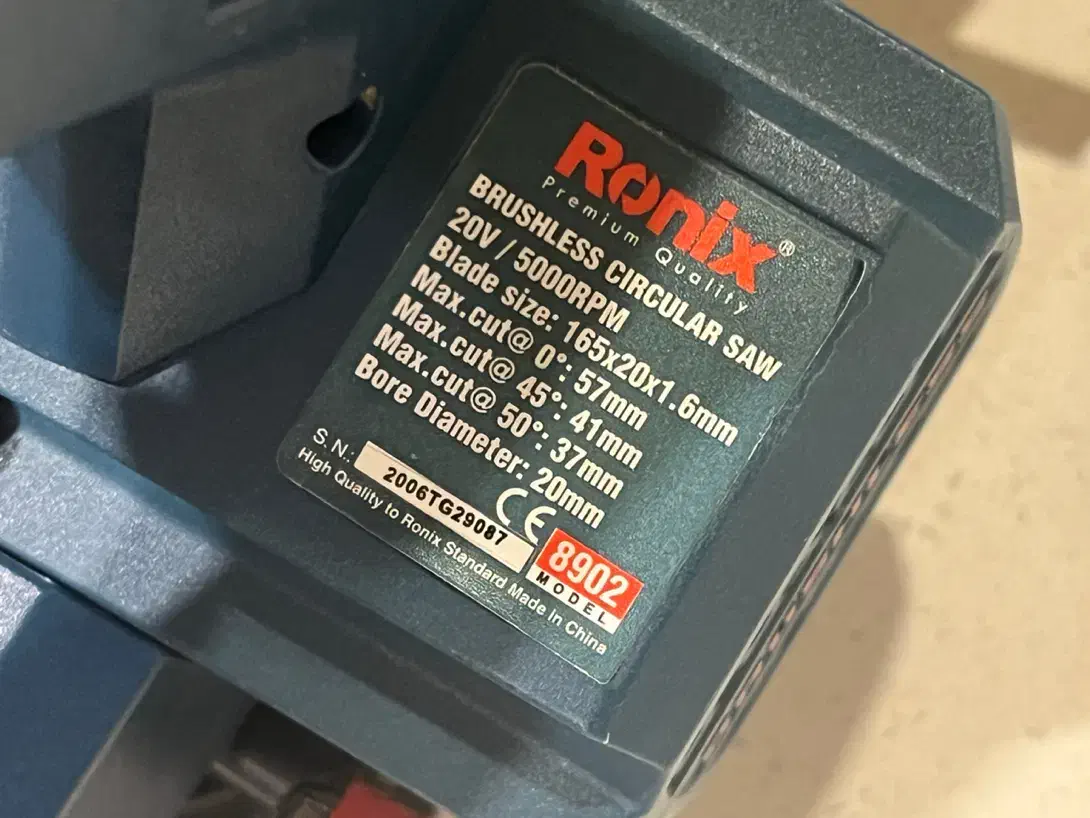 Ronix®
Premium Quality
BRUSHLESS CIRCULAR SAW
20V / 5000RPM
Blade size: 165x20x1.6mm
Max.cut@ 0°: 57mm
Max.cut@ 45°: 41mm
Max.cut@ 50°: 37mm
Bore Diameter: 20mm
CE
S.N.: 2006TG29087
8902
MODEL
High Quality to Ronix Standard Made in China